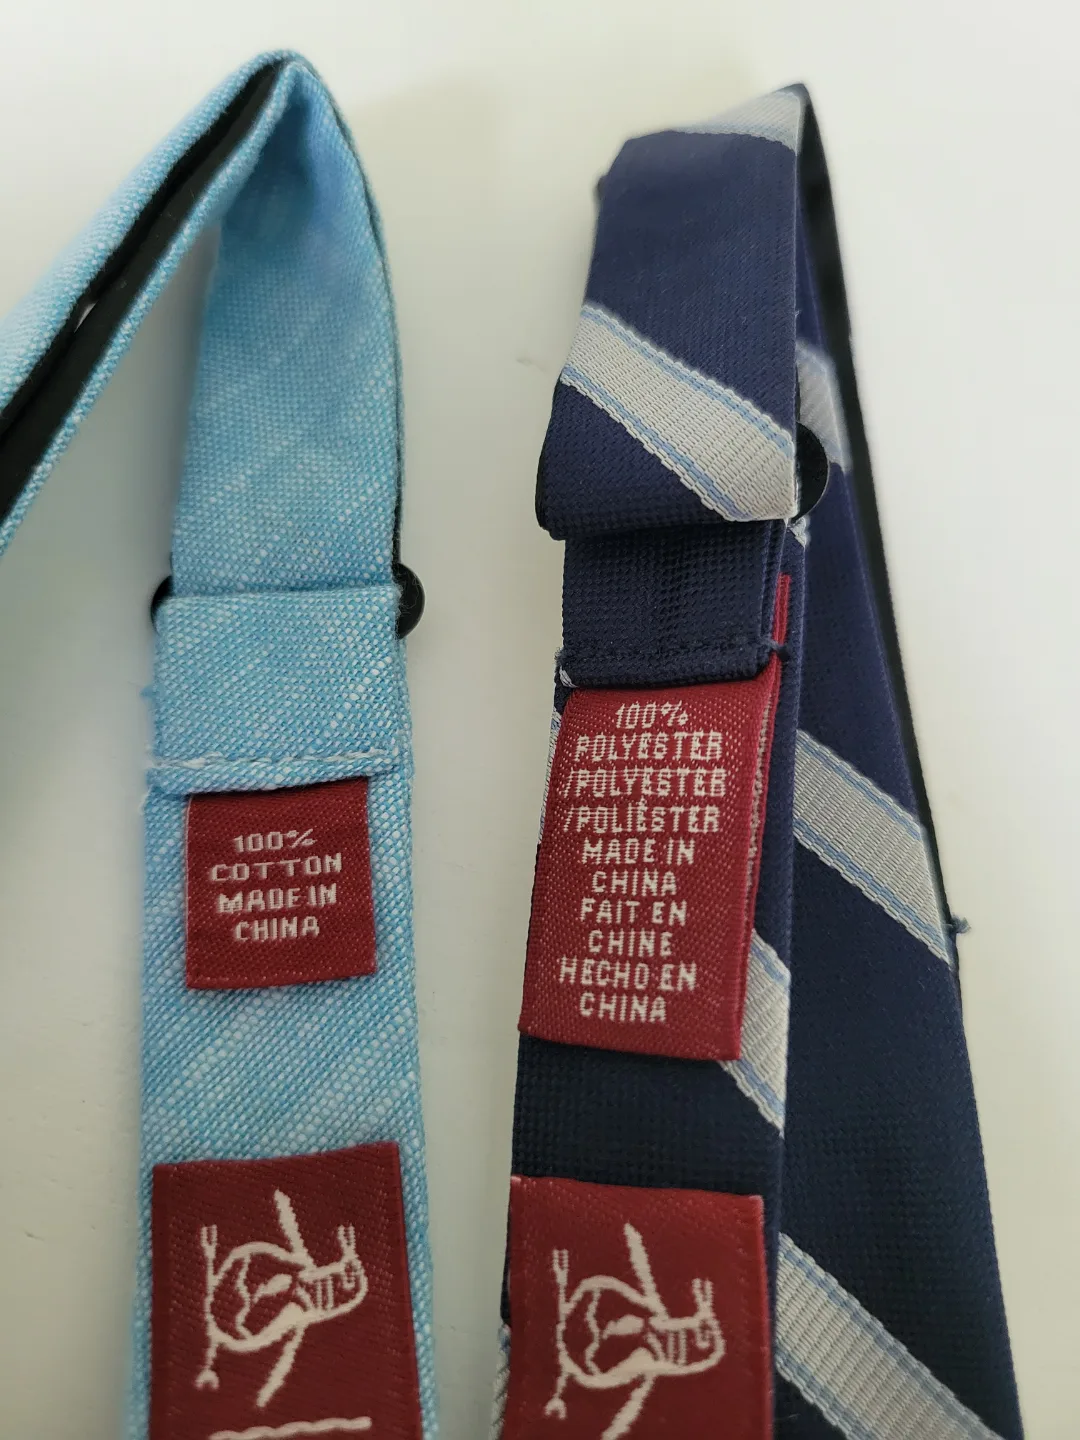 100%
COTTON
MADE IN
CHINA
100%
POLYESTER
/POLYESTER
/POLIÉSTER
MADE IN
CHINA
FAIT EN
CHINE
HECHO EN
CHINA